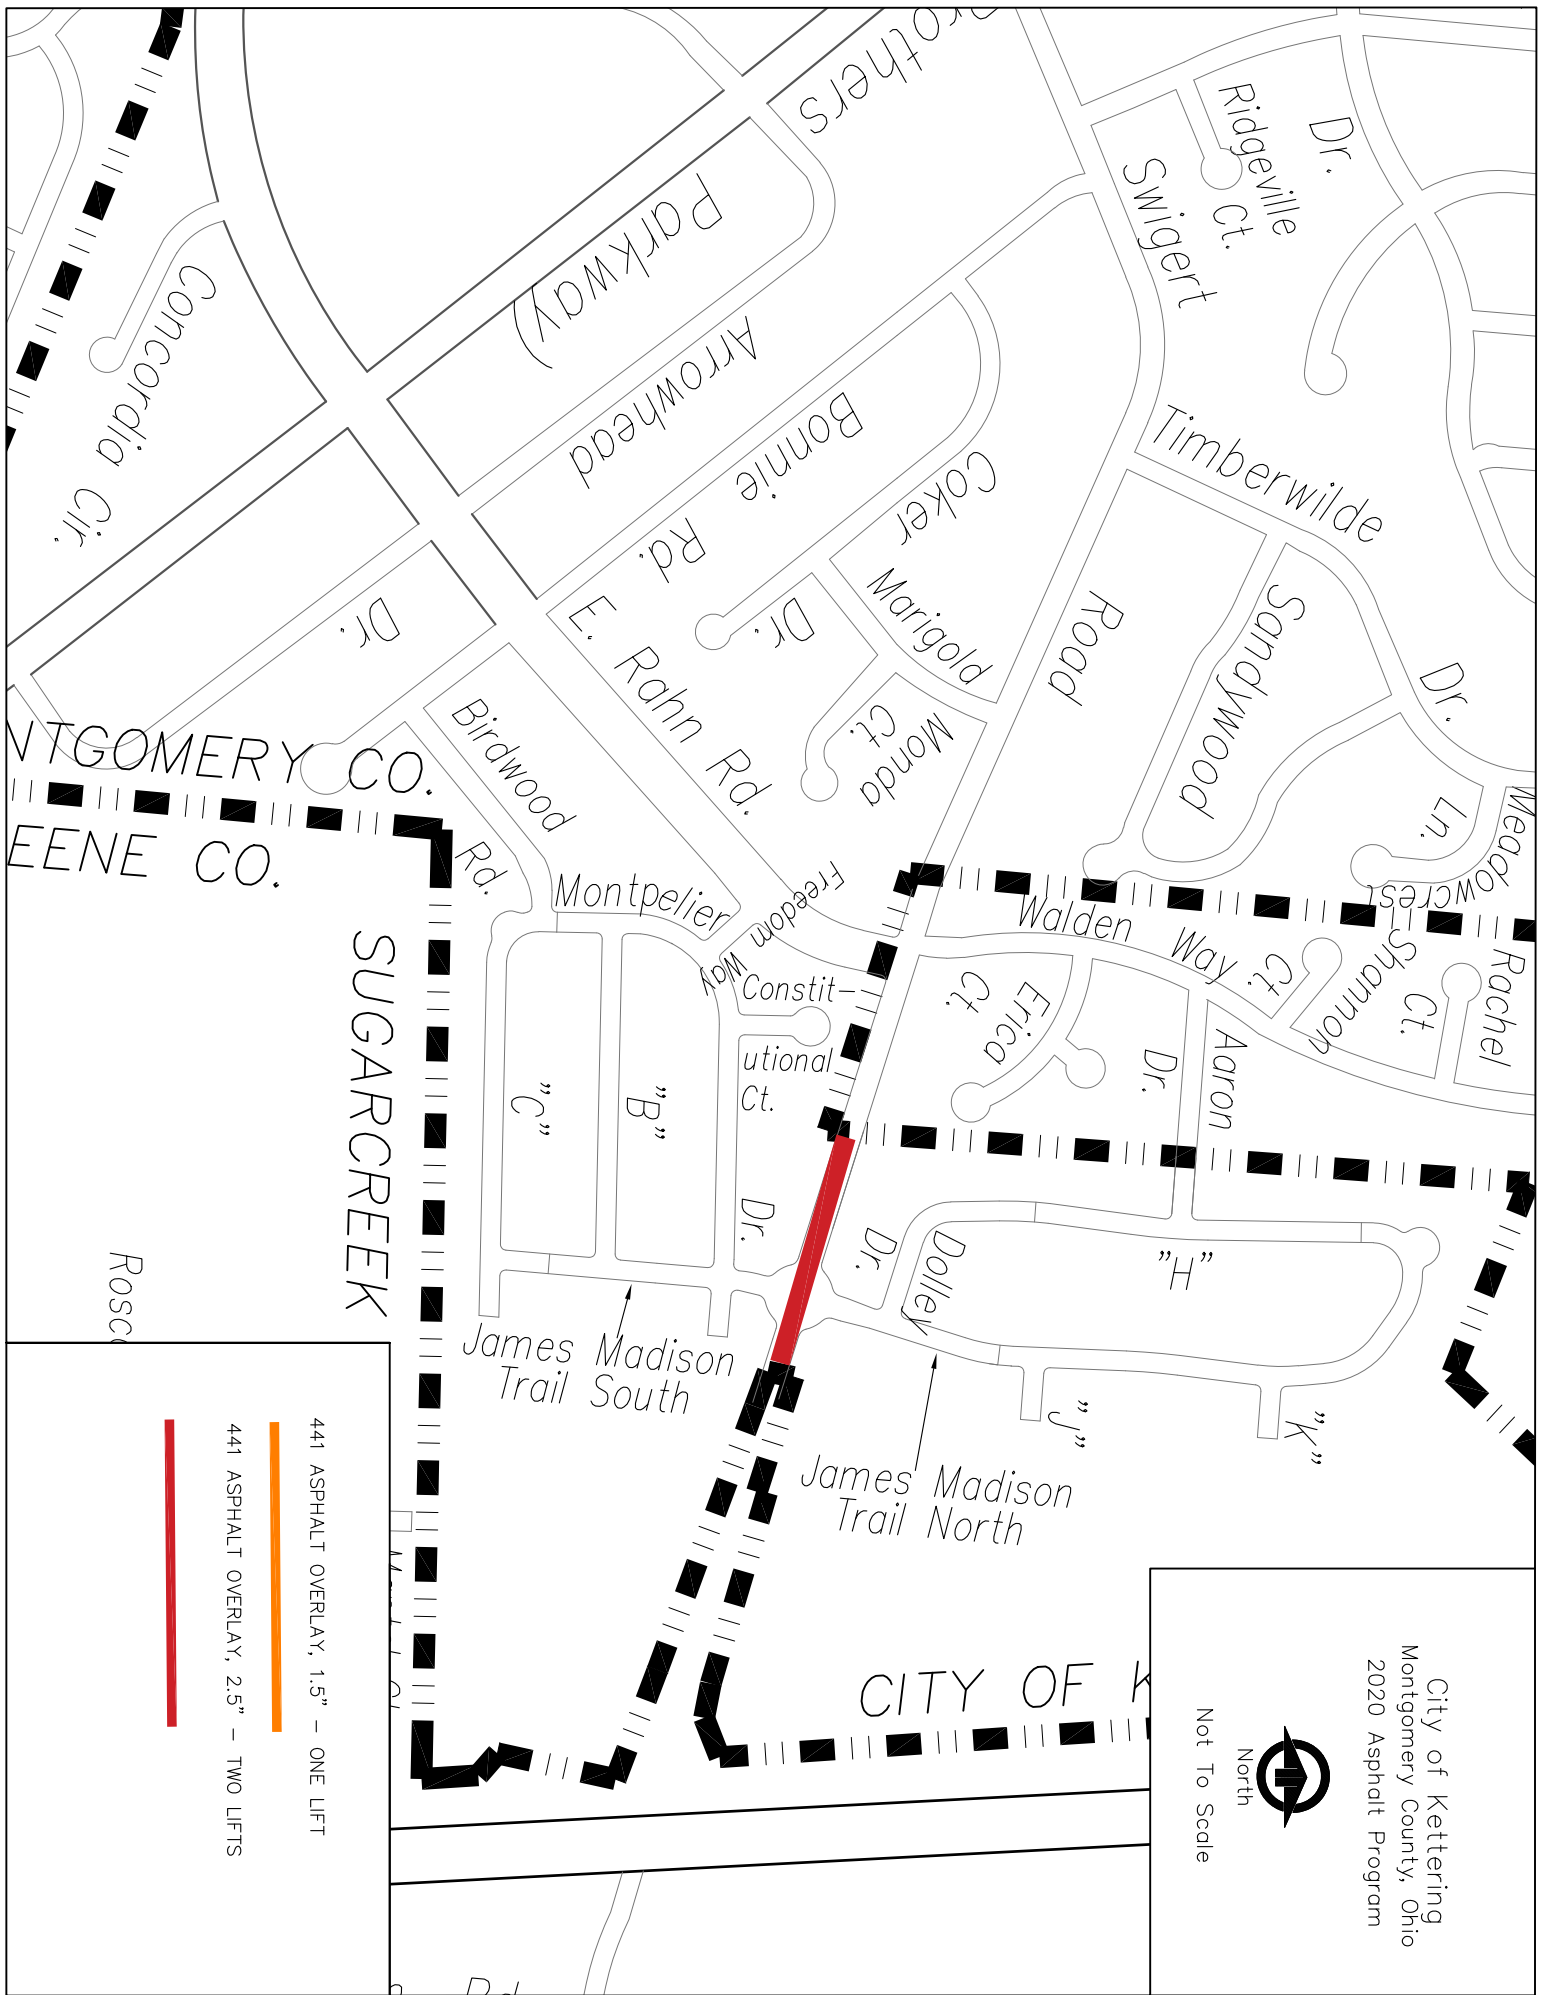 City of Kettering
Montgomery County, Ohio
2020 Asphalt Program
North
Not To Scale
441 ASPHALT OVERLAY, 1.5" – ONE LIFT
441 ASPHALT OVERLAY, 2.5" – TWO LIFTS
Ridgeville
Ct.
Dr.
Swigert
Road
Parkway)
Arrowhead
Dr.
Bonnie
Rd.
Coker
Dr.
Concordia
Cir.
Timberwilde
Dr.
Marigold
Monda
Ct.
Sandywood
Ln.
Meadowcrest
E. Rahn Rd.
Birdwood
Rd.
Montpelier
Dr.
Freedom
Way
Constit–
utional
Ct.
Walden
Way
Erica
Ct.
Shannon
Ct.
Rachel
Ct.
Aaron
Dr.
Dolley
Dr.
"B"
"C"
"H"
"J"
"K"
James Madison
Trail South
James Madison
Trail North
CO.
CO.
SUGARCREEK
CITY OF
Rd.